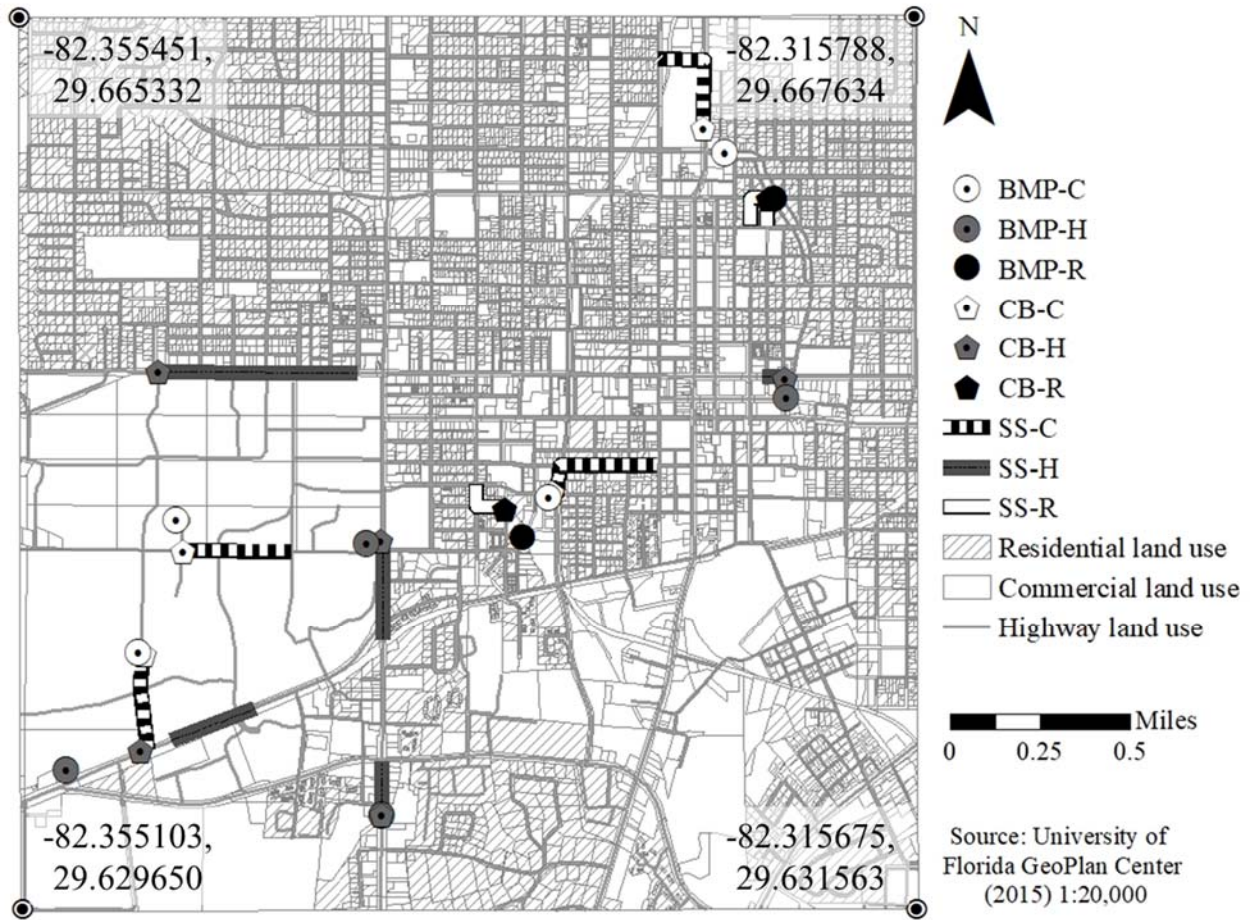 -82.355451,
29.665332
-82.315788,
29.667634
-82.355103,
29.629650
-82.315675,
29.631563
N
BMP-C
BMP-H
BMP-R
CB-C
CB-H
CB-R
SS-C
SS-H
SS-R
Residential land use
Commercial land use
Highway land use
Miles
0 0.25 0.5
Source: University of
Florida GeoPlan Center
(2015) 1:20,000